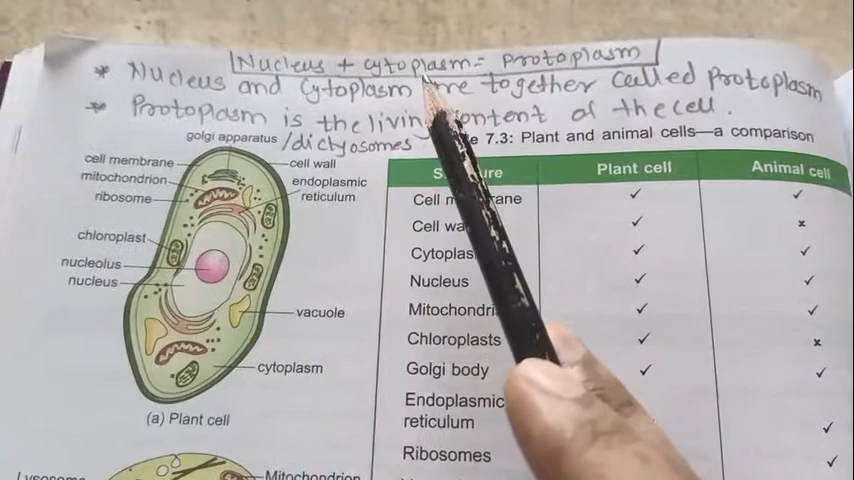 Nucleus + cytoplasm = Protoplasm
* Nucleus and Cytoplasm are together called Protoplasm
* Protoplasm is the living content of the cell.
golgi apparatus /dictyosomes
7.3: Plant and animal cells—a comparison
cell membrane
cell wall
mitochondrion
endoplasmic
reticulum
ribosome
chloroplast
nucleolus
nucleus
vacuole
cytoplasm
(a) Plant cell
Plant cell Animal cell
Cell ✓ ✓
Cell ✓ ×
Cytoplas ✓ ✓
Nucleus ✓ ✓
Mitochondri ✓ ✓
Chloroplasts ✓ ×
Golgi body ✓ ✓
Endoplasmic
reticulum ✓
Ribosomes ✓
Lysosome
Mitochondrion